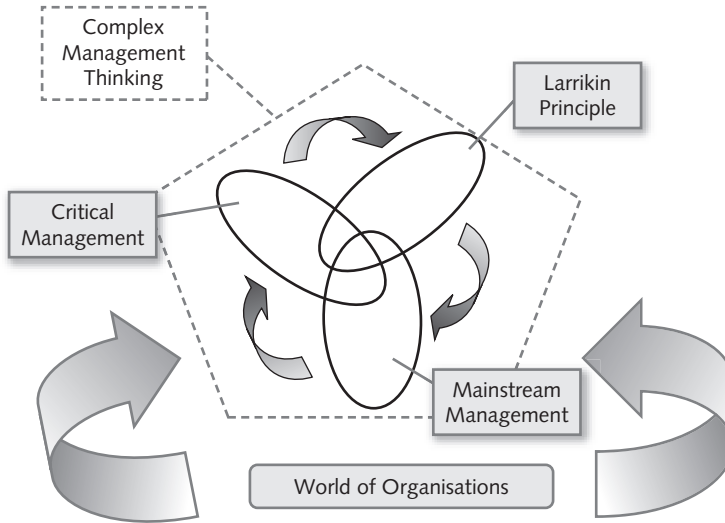 Complex
Management
Thinking
Larrikin
Principle
Critical
Management
Mainstream
Management
World of Organisations